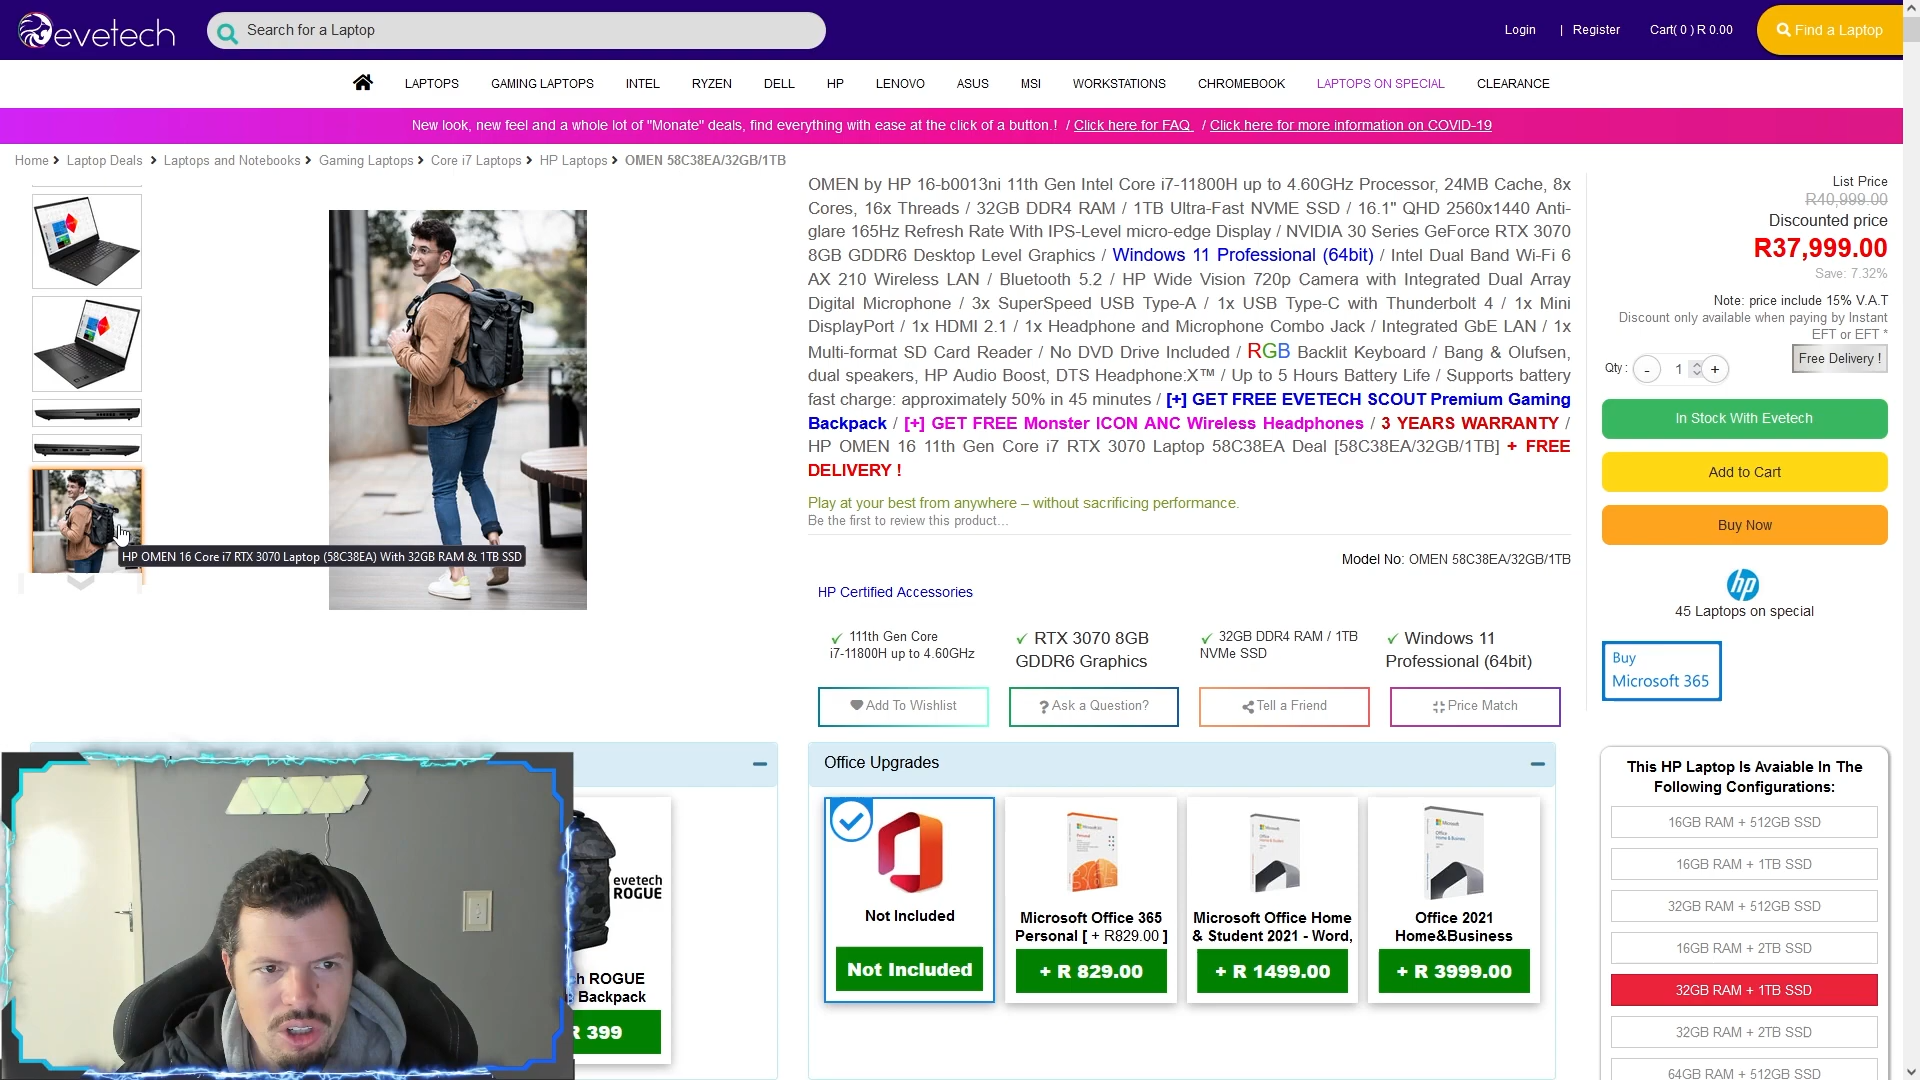 evetech
Search for a Laptop
Login | Register Cart( 0 ) R 0.00
Find a Laptop
LAPTOPS GAMING LAPTOPS INTEL RYZEN DELL HP LENOVO ASUS MSI WORKSTATIONS CHROMEBOOK LAPTOPS ON SPECIAL CLEARANCE
New look, new feel and a whole lot of "Monate" deals, find everything with ease at the click of a button.! / Click here for FAQ / Click here for more information on COVID-19
Home > Laptop Deals > Laptops and Notebooks > Gaming Laptops > Core i7 Laptops > HP Laptops > OMEN 58C38EA/32GB/1TB
OMEN by HP 16-b0013ni 11th Gen Intel Core i7-11800H up to 4.60GHz Processor, 24MB Cache, 8x
Cores, 16x Threads / 32GB DDR4 RAM / 1TB Ultra-Fast NVME SSD / 16.1" QHD 2560x1440 Anti-
glare 165Hz Refresh Rate With IPS-Level micro-edge Display / NVIDIA 30 Series GeForce RTX 3070
8GB GDDR6 Desktop Level Graphics / Windows 11 Professional (64bit) / Intel Dual Band Wi-Fi 6
AX 210 Wireless LAN / Bluetooth 5.2 / HP Wide Vision 720p Camera with Integrated Dual Array
Digital Microphone / 3x SuperSpeed USB Type-A / 1x USB Type-C with Thunderbolt 4 / 1x Mini
DisplayPort / 1x HDMI 2.1 / 1x Headphone and Microphone Combo Jack / Integrated GbE LAN / 1x
Multi-format SD Card Reader / No DVD Drive Included / RGB Backlit Keyboard / Bang & Olufsen,
dual speakers, HP Audio Boost, DTS Headphone:X™ / Up to 5 Hours Battery Life / Supports battery
fast charge: approximately 50% in 45 minutes / [+] GET FREE EVETECH SCOUT Premium Gaming
Backpack / [+] GET FREE Monster ICON ANC Wireless Headphones / 3 YEARS WARRANTY /
HP OMEN 16 11th Gen Core i7 RTX 3070 Laptop 58C38EA Deal [58C38EA/32GB/1TB] + FREE
DELIVERY !
Play at your best from anywhere – without sacrificing performance.
Be the first to review this product...
Model No: OMEN 58C38EA/32GB/1TB
HP Certified Accessories
111th Gen Core
i7-11800H up to 4.60GHz
RTX 3070 8GB
GDDR6 Graphics
32GB DDR4 RAM / 1TB
NVMe SSD
Windows 11
Professional (64bit)
Add To Wishlist
? Ask a Question?
Tell a Friend
Price Match
HP OMEN 16 Core i7 RTX 3070 Laptop (58C38EA) With 32GB RAM & 1TB SSD
List Price
R40,999.00
Discounted price
R37,999.00
Save: 7.32%
Note: price include 15% V.A.T
Discount only available when paying by Instant
EFT or EFT *
Free Delivery !
Qty : - 1 +
In Stock With Evetech
Add to Cart
Buy Now
hp
45 Laptops on special
Buy
Microsoft 365
evetech
ROGUE
ch ROGUE
Backpack
R 399
Office Upgrades
Not Included
Not Included
Microsoft Office 365
Personal [ + R829.00 ]
+ R 829.00
Microsoft Office Home
& Student 2021 - Word,
+ R 1499.00
Office 2021
Home&Business
+ R 3999.00
This HP Laptop Is Avaiable In The
Following Configurations:
16GB RAM + 512GB SSD
16GB RAM + 1TB SSD
32GB RAM + 512GB SSD
16GB RAM + 2TB SSD
32GB RAM + 1TB SSD
32GB RAM + 2TB SSD
64GB RAM + 512GB SSD